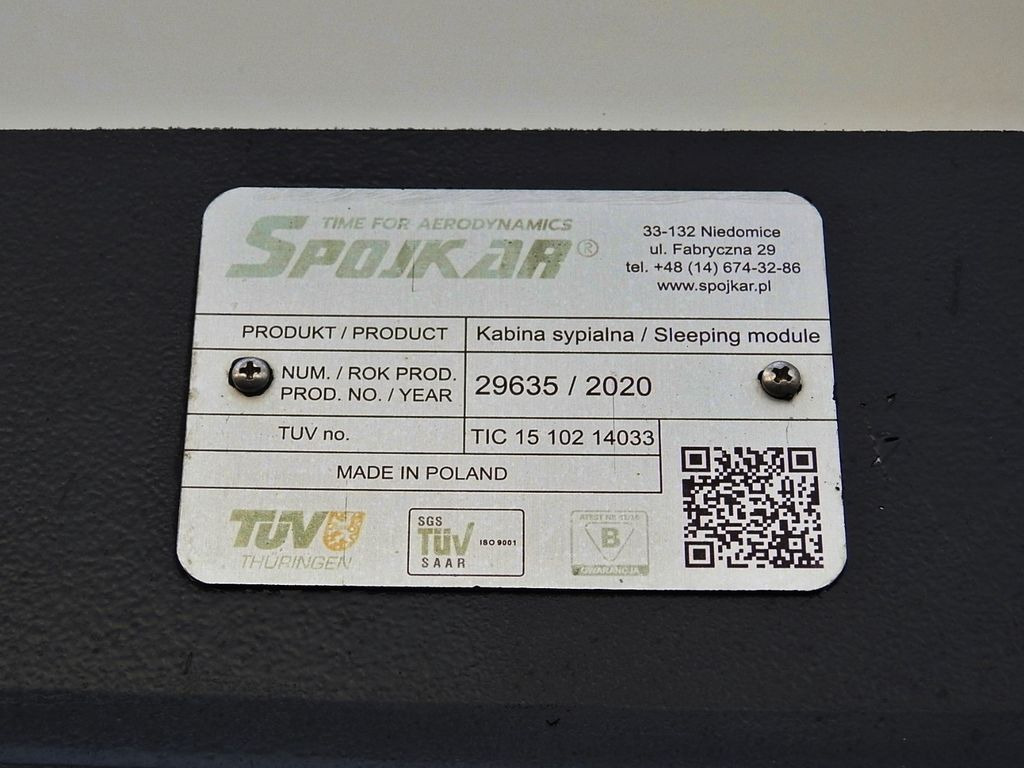 TIME FOR AERODYNAMICS
SPOJKAR®
33-132 Niedomice
ul. Fabryczna 29
tel. +48 (14) 674-32-86
www.spojkar.pl
PRODUKT / PRODUCT
Kabina sypialna / Sleeping module
NUM. / ROK PROD.
PROD. NO. / YEAR
29635 / 2020
TUV no.
TIC 15 102 14033
MADE IN POLAND
TÜV
THÜRINGEN
SGS
TÜV
SAAR
ISO 9001
ATEST NR
B
GWARANCJA